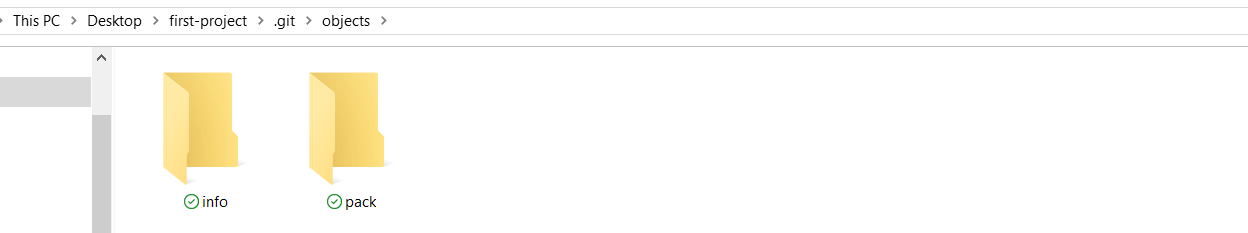 This PC > Desktop > first-project > .git > objects >
info pack